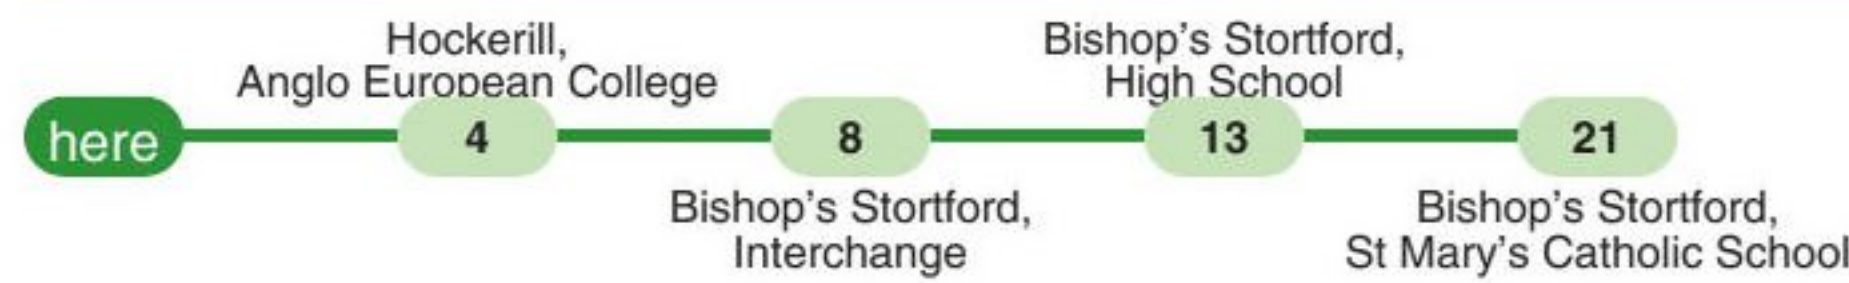 Hockerill,
Anglo European College
Bishop's Stortford,
High School
here
4
8
13
21
Bishop's Stortford,
Interchange
Bishop's Stortford,
St Mary's Catholic School